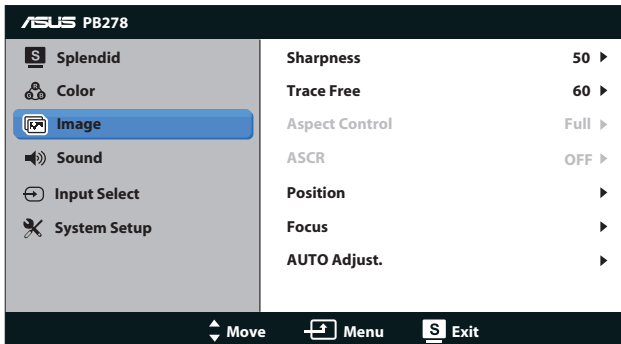 ASUS PB278
S Splendid
Color
Image
Sound
Input Select
System Setup
Sharpness 50
Trace Free 60
Aspect Control Full
ASCR OFF
Position
Focus
AUTO Adjust.
Move Menu S Exit